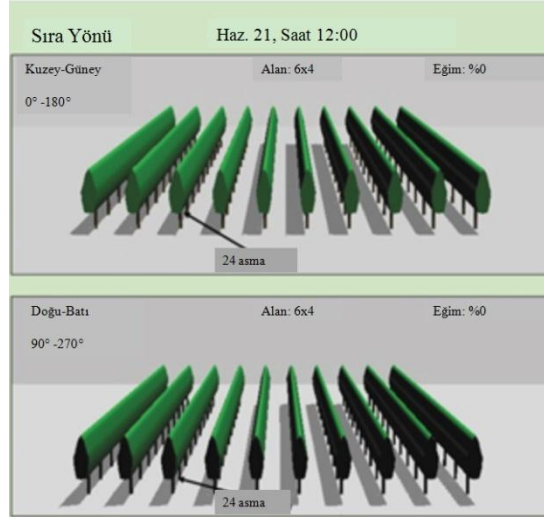 Sıra Yönü Haz. 21, Saat 12:00
Kuzey-Güney Alan: 6x4 Eğim: %0
0° -180°
24 asma
Doğu-Batı Alan: 6x4 Eğim: %0
90° -270°
24 asma